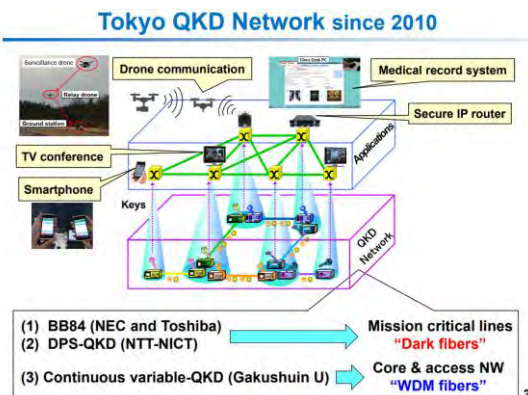 Tokyo QKD Network since 2010
Surveillance drone
Relay drone
Ground station
Drone communication
Medical record system
Secure IP router
TV conference
Smartphone
Applications
Keys
QKD
Network
(1) BB84 (NEC and Toshiba)
(2) DPS-QKD (NTT-NICT)
Mission critical lines
“Dark fibers”
(3) Continuous variable-QKD (Gakushuin U)
Core & access NW
“WDM fibers”